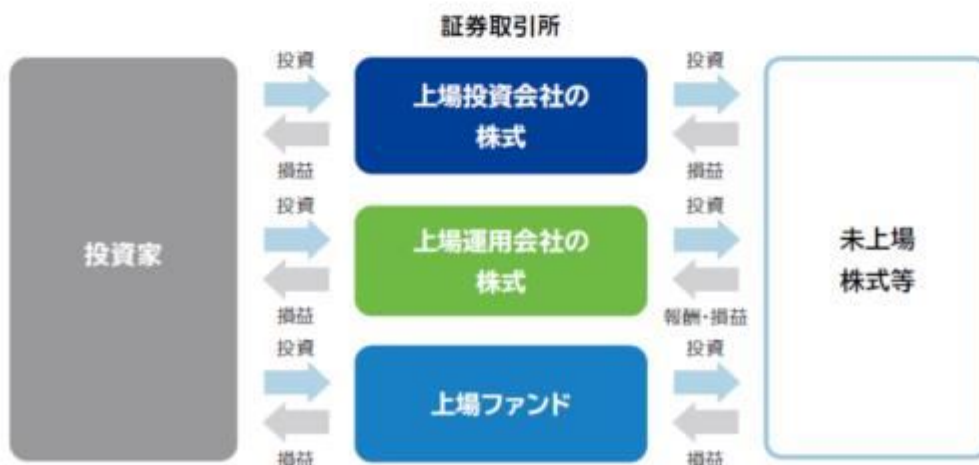 証券取引所
投資
投資
上場投資会社の
株式
損益
損益
投資
投資
投資家
上場運用会社の
株式
未上場
株式等
損益
報酬・損益
投資
投資
上場ファンド
損益
損益